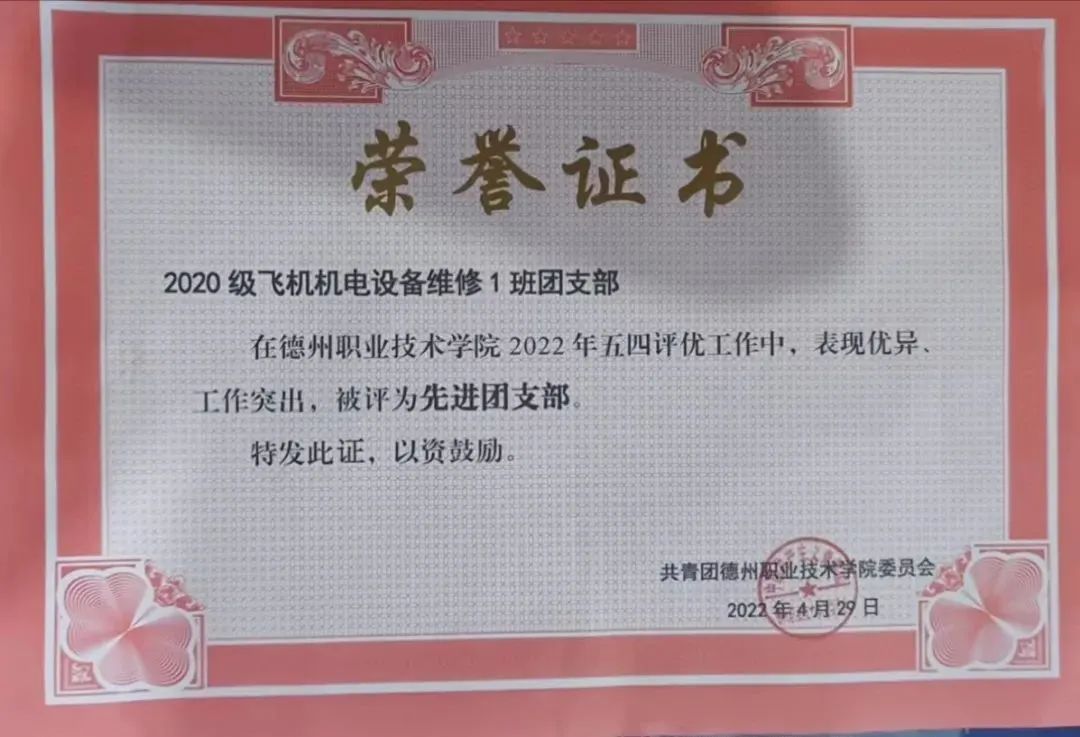 荣誉证书
2020级飞机机电设备维修1班团支部
在德州职业技术学院2022年五四评优工作中，表现优异、
工作突出，被评为先进团支部。
特发此证，以资鼓励。
共青团德州职业技术学院委员会
2022年4月29日